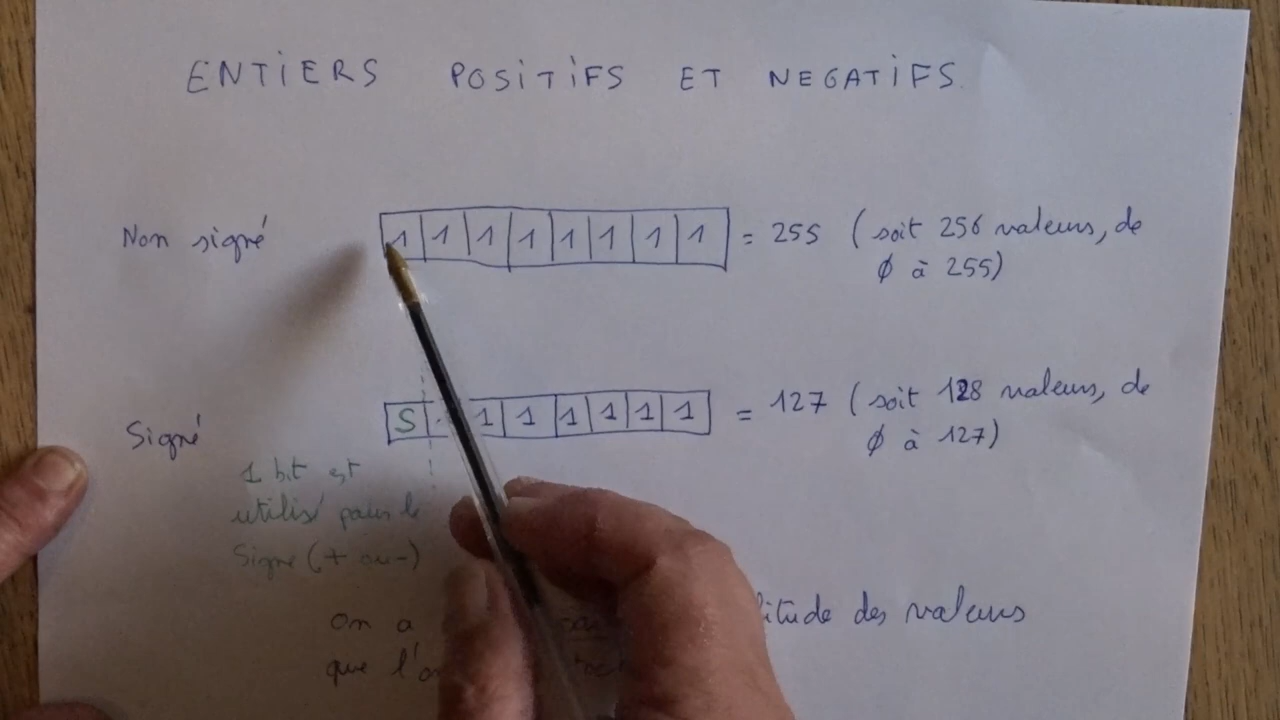 ENTIERS POSITIFS ET NEGATIFS
Non signé 1 1 1 1 1 1 1 1 = 255 (soit 256 valeurs, de
Ø à 255)
Signé S 1 1 1 1 1 1 = 127 (soit 128 valeurs, de
Ø à 127)
1 bit est
utilisé pour le
Signe (+ ou -)
On a des valeurs
que